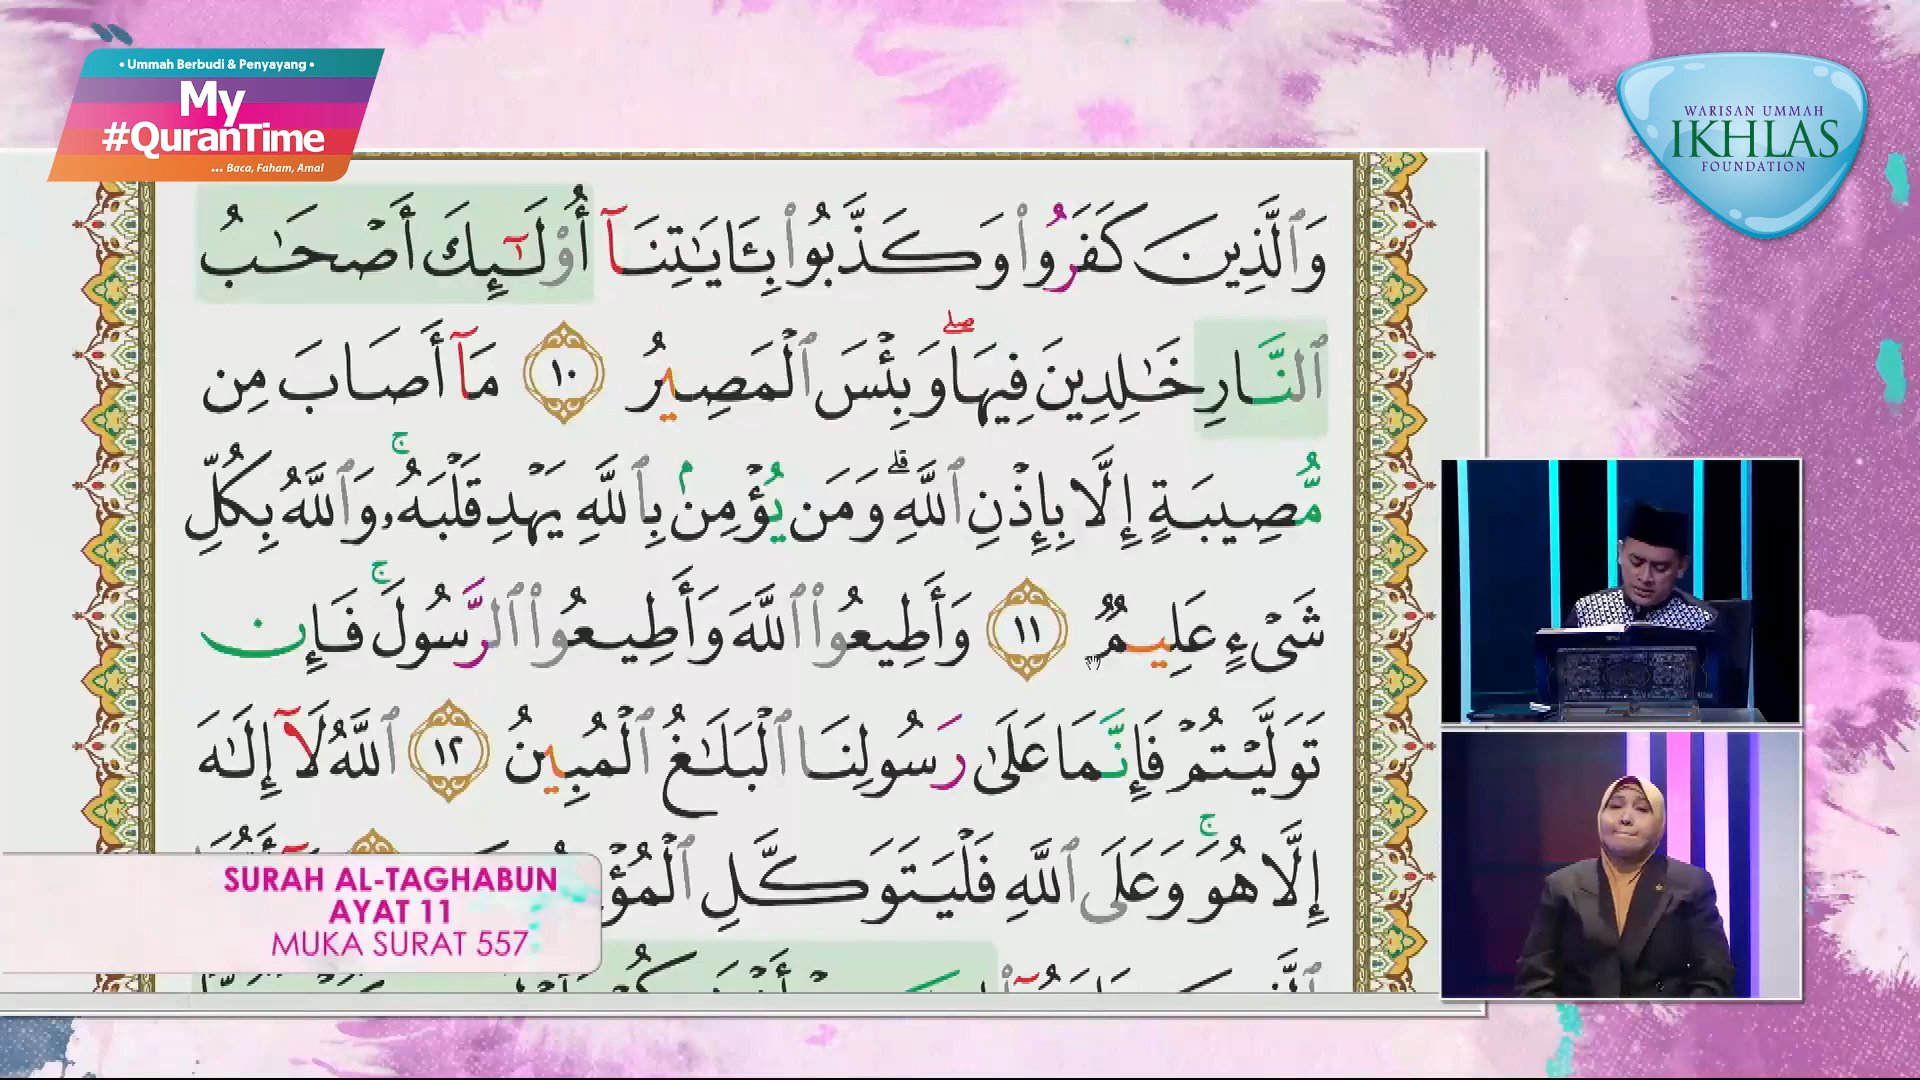 • Ummah Berbudi & Penyayang •
My
#QuranTime
... Baca, Faham, Amal
WARISAN UMMAH
IKHLAS
FOUNDATION
وَٱلَّذِينَ كَفَرُوا۟ وَكَذَّبُوا۟ بِـَٔايَـٰتِنَآ أُو۟لَـٰٓئِكَ أَصْحَـٰبُ
ٱلنَّارِ خَـٰلِدِينَ فِيهَا ۖ وَبِئْسَ ٱلْمَصِيرُ ١٠ مَآ أَصَابَ مِن
مُّصِيبَةٍ إِلَّا بِإِذْنِ ٱللَّهِ ۗ وَمَن يُؤْمِنۢ بِٱللَّهِ يَهْدِ قَلْبَهُۥ ۚ وَٱللَّهُ بِكُلِّ
شَىْءٍ عَلِيمٌ ١١ وَأَطِيعُوا۟ ٱللَّهَ وَأَطِيعُوا۟ ٱلرَّسُولَ ۚ فَإِن
تَوَلَّيْتُمْ فَإِنَّمَا عَلَىٰ رَسُولِنَا ٱلْبَلَـٰغُ ٱلْمُبِينُ ١٢ ٱللَّهُ لَآ إِلَـٰهَ
إِلَّا هُوَ ۚ وَعَلَى ٱللَّهِ فَلْيَتَوَكَّلِ
SURAH AL-TAGHABUN
AYAT 11
MUKA SURAT 557